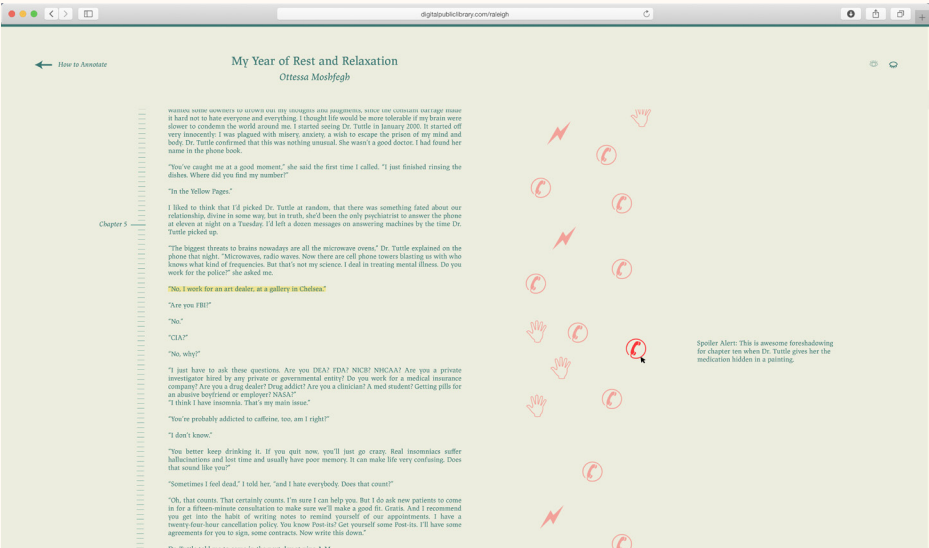 digitalpubliclibrary.com/raleigh
How to Annotate
My Year of Rest and Relaxation
Ottessa Moshfegh
wanted some downers to drown out my thoughts and judgments, since the constant barrage made
it hard not to hate everyone and everything. I thought life would be more tolerable if my brain were
slower to condemn the world around me. I started seeing Dr. Tuttle in January 2000. It started off
very innocently: I was plagued with misery, anxiety, a wish to escape the prison of my mind and
body. Dr. Tuttle confirmed that this was nothing unusual. She wasn't a good doctor. I had found her
name in the phone book.
"You've caught me at a good moment," she said the first time I called. "I just finished rinsing the
dishes. Where did you find my number?"
"In the Yellow Pages."
I liked to think that I'd picked Dr. Tuttle at random, that there was something fated about our
relationship, divine in some way, but in truth, she'd been the only psychiatrist to answer the phone
at eleven at night on a Tuesday. I'd left a dozen messages on answering machines by the time Dr.
Tuttle picked up.
Chapter 5
"The biggest threats to brains nowadays are all the microwave ovens," Dr. Tuttle explained on the
phone that night. "Microwaves, radio waves. Now there are cell phone towers blasting us with who
knows what kind of frequencies. But that's not my science. I deal in treating mental illness. Do you
work for the police?" she asked me.
"No, I work for an art dealer, at a gallery in Chelsea."
"Are you FBI?"
"No."
"CIA?"
"No, why?"
"I just have to ask these questions. Are you DEA? FDA? NICB? NHCAA? Are you a private
investigator hired by any private or governmental entity? Do you work for a medical insurance
company? Are you a drug dealer? Drug addict? Are you a clinician? A med student? Getting pills for
an abusive boyfriend or employer? NASA?"
"I think I have insomnia. That's my main issue."
"You're probably addicted to caffeine, too, am I right?"
"I don't know."
"You better keep drinking it. If you quit now, you'll just go crazy. Real insomniacs suffer
hallucinations and lost time and usually have poor memory. It can make life very confusing. Does
that sound like you?"
"Sometimes I feel dead," I told her, "and I hate everybody. Does that count?"
"Oh, that counts. That certainly counts. I'm sure I can help you. But I do ask new patients to come
in for a fifteen-minute consultation to make sure we'll make a good fit. Gratis. And I recommend
you get into the habit of writing notes to remind yourself of our appointments. I have a
twenty-four-hour cancellation policy. You know Post-its? Get yourself some Post-its. I'll have some
agreements for you to sign, some contracts. Now write this down."
Spoiler Alert: This is awesome foreshadowing
for chapter ten when Dr. Tuttle gives her the
medication hidden in a painting.